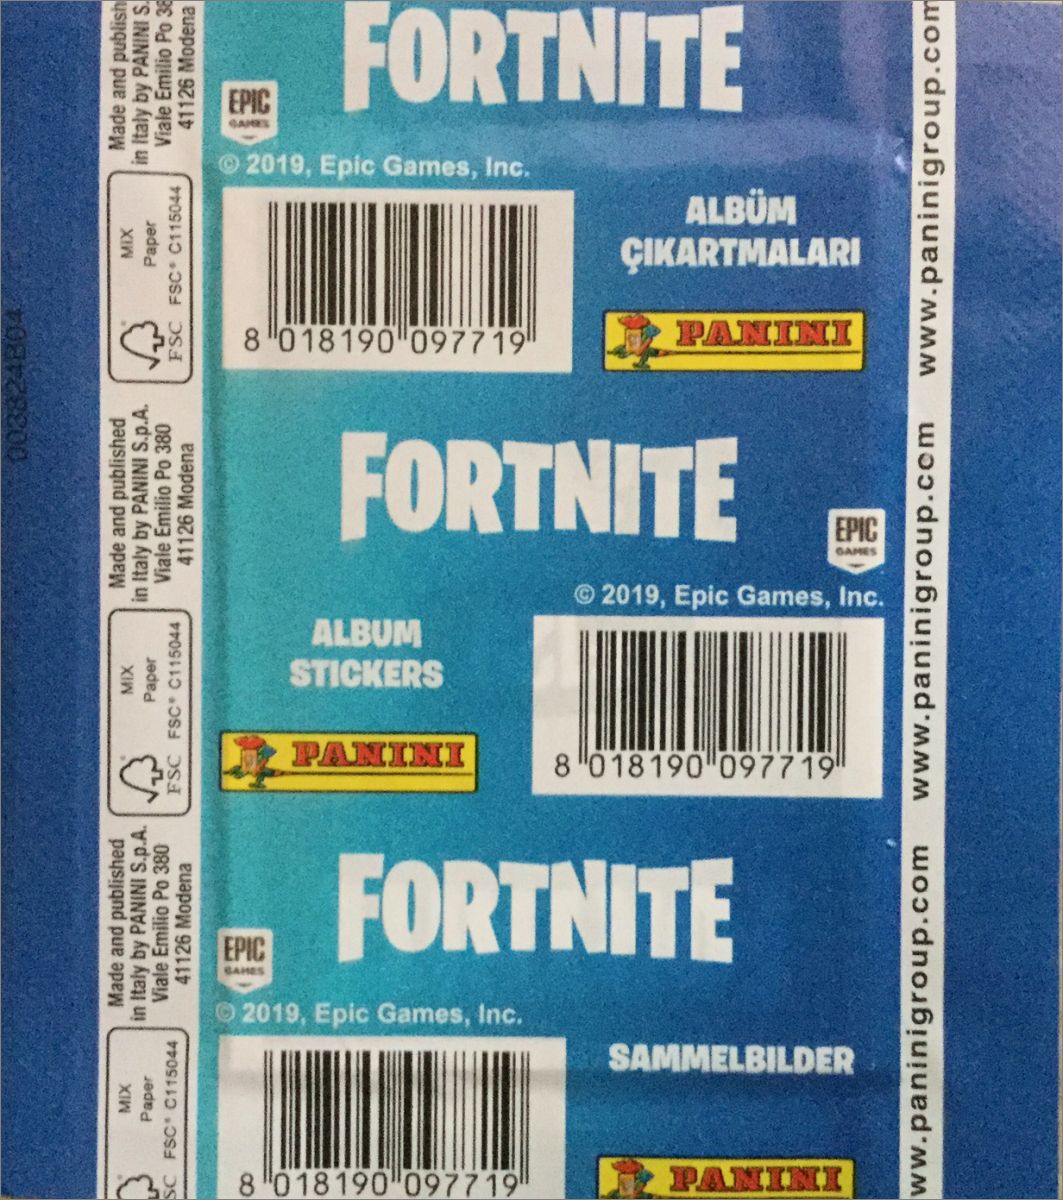 Made and publish
in Italy by PANINI S.
Viale Emilio Po 38
41126 Modena
MIX
Paper
FSC® C115044
FSC
Made and published
in Italy by PANINI S.p.A.
Viale Emilio Po 380
41126 Modena
MIX
Paper
FSC® C115044
FSC
Made and published
in Italy by PANINI S.p.A.
Viale Emilio Po 380
41126 Modena
MIX
Paper
FSC® C115044
SC
FORTNITE
EPIC
GAMES
© 2019, Epic Games, Inc.
8 018190 097719
ALBÜM
ÇIKARTMALARI
PANINI
FORTNITE
EPIC
GAMES
© 2019, Epic Games, Inc.
ALBUM
STICKERS
PANINI
8 018190 097719
FORTNITE
EPIC
GAMES
© 2019, Epic Games, Inc.
8 018190 097719
SAMMELBILDER
PANINI
www.paninigroup.com
www.paninigroup.com
ww.paninigroup.com